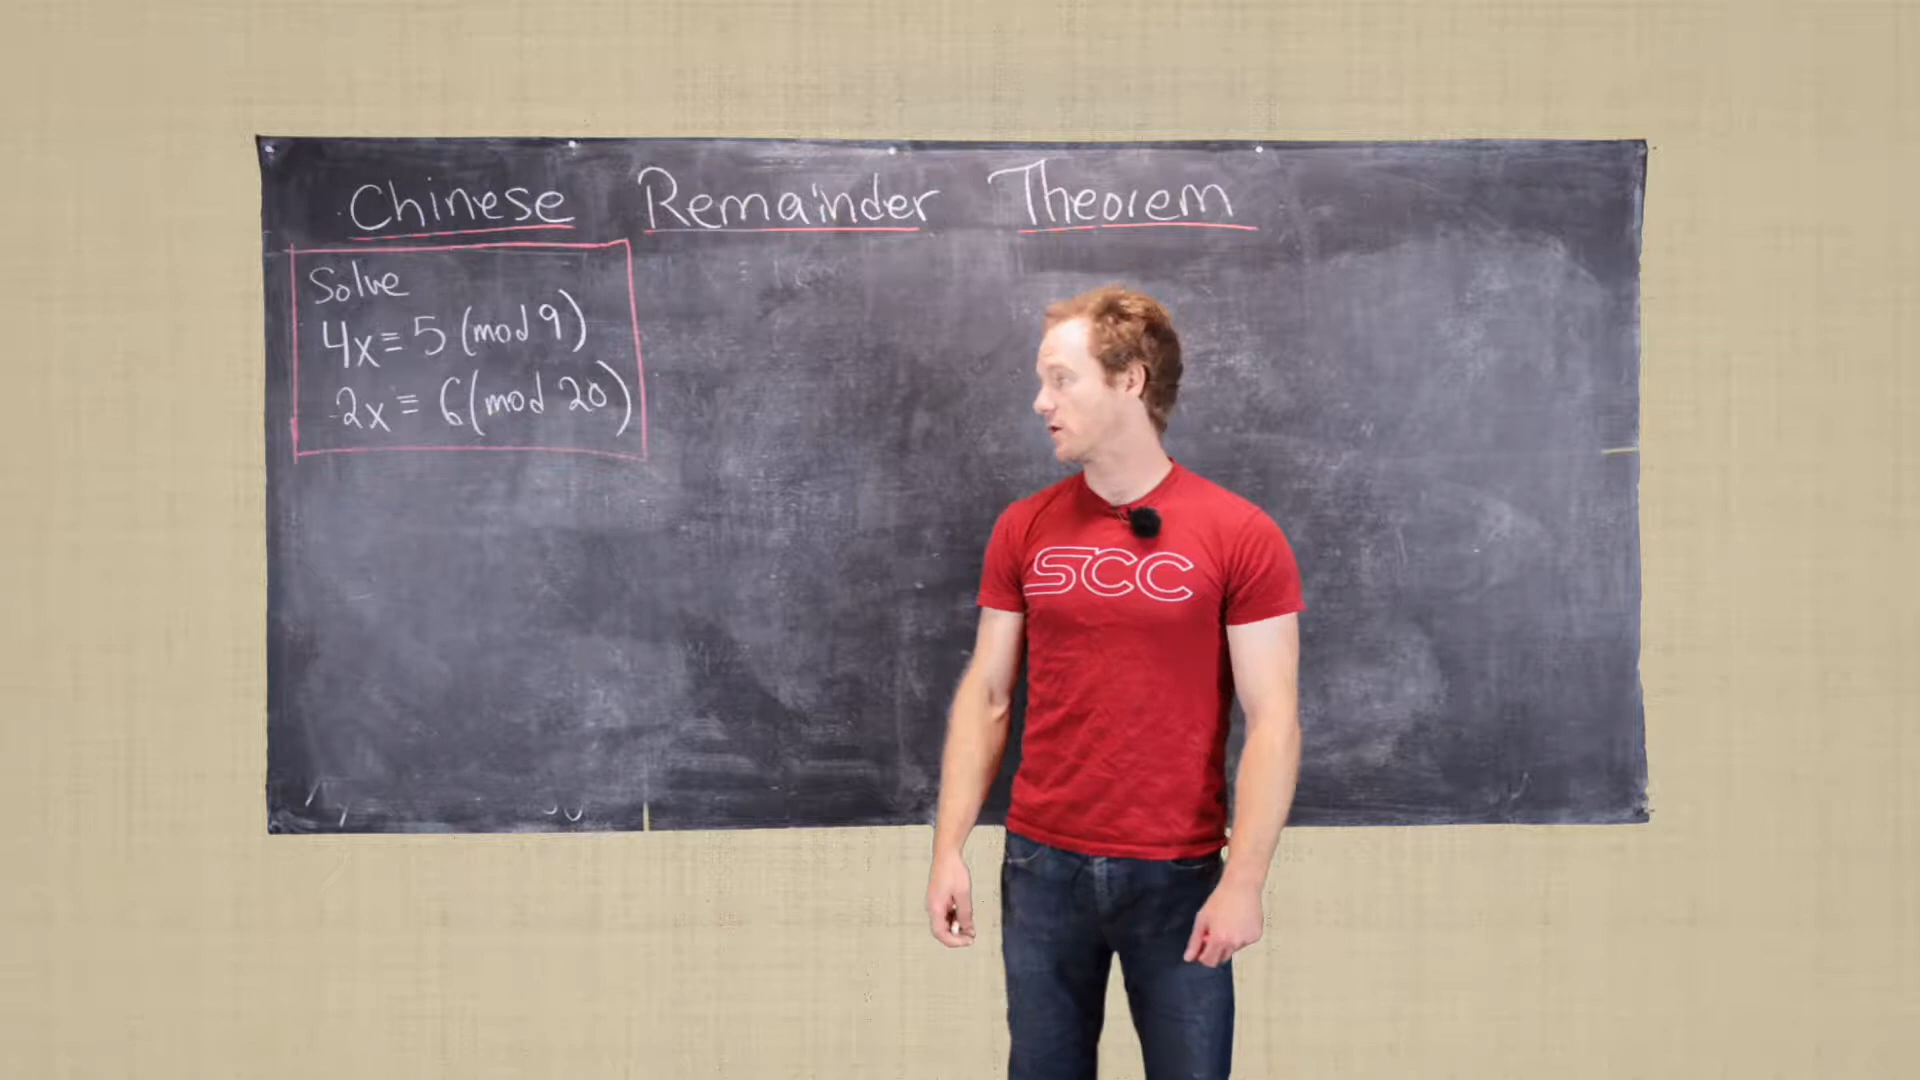 Chinese Remainder Theorem
Solve
4x ≡ 5 (mod 9)
2x ≡ 6 (mod 20)
SCC